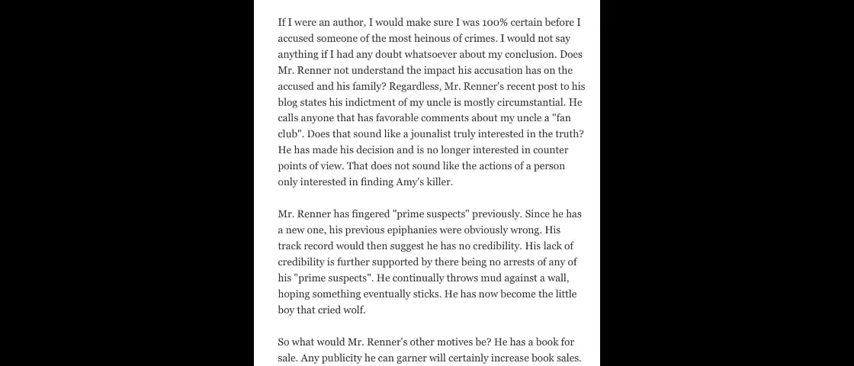 If I were an author, I would make sure I was 100% certain before I
accused someone of the most heinous of crimes. I would not say
anything if I had any doubt whatsoever about my conclusion. Does
Mr. Renner not understand the impact his accusation has on the
accused and his family? Regardless, Mr. Renner's recent post to his
blog states his indictment of my uncle is mostly circumstantial. He
calls anyone that has favorable comments about my uncle a "fan
club". Does that sound like a jounalist truly interested in the truth?
He has made his decision and is no longer interested in counter
points of view. That does not sound like the actions of a person
only interested in finding Amy's killer.
Mr. Renner has fingered "prime suspects" previously. Since he has
a new one, his previous epiphanies were obviously wrong. His
track record would then suggest he has no credibility. His lack of
credibility is further supported by there being no arrests of any of
his "prime suspects". He continually throws mud against a wall,
hoping something eventually sticks. He has now become the little
boy that cried wolf.
So what would Mr. Renner's other motives be? He has a book for
sale. Any publicity he can garner will certainly increase book sales.